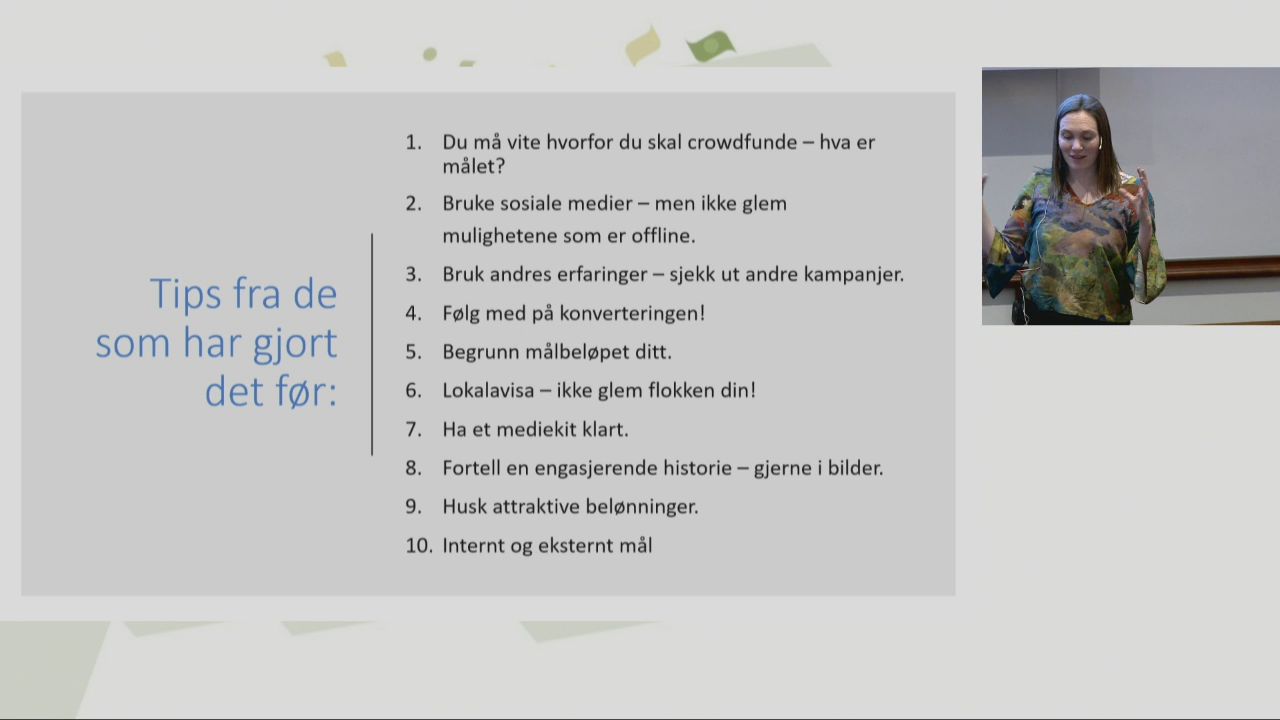 Tips fra de
som har gjort
det før:
1. Du må vite hvorfor du skal crowdfunde – hva er
målet?
2. Bruke sosiale medier – men ikke glem
mulighetene som er offline.
3. Bruk andres erfaringer – sjekk ut andre kampanjer.
4. Følg med på konverteringen!
5. Begrunn målbeløpet ditt.
6. Lokalavisa – ikke glem flokken din!
7. Ha et mediekit klart.
8. Fortell en engasjerende historie – gjerne i bilder.
9. Husk attraktive belønninger.
10. Internt og eksternt mål